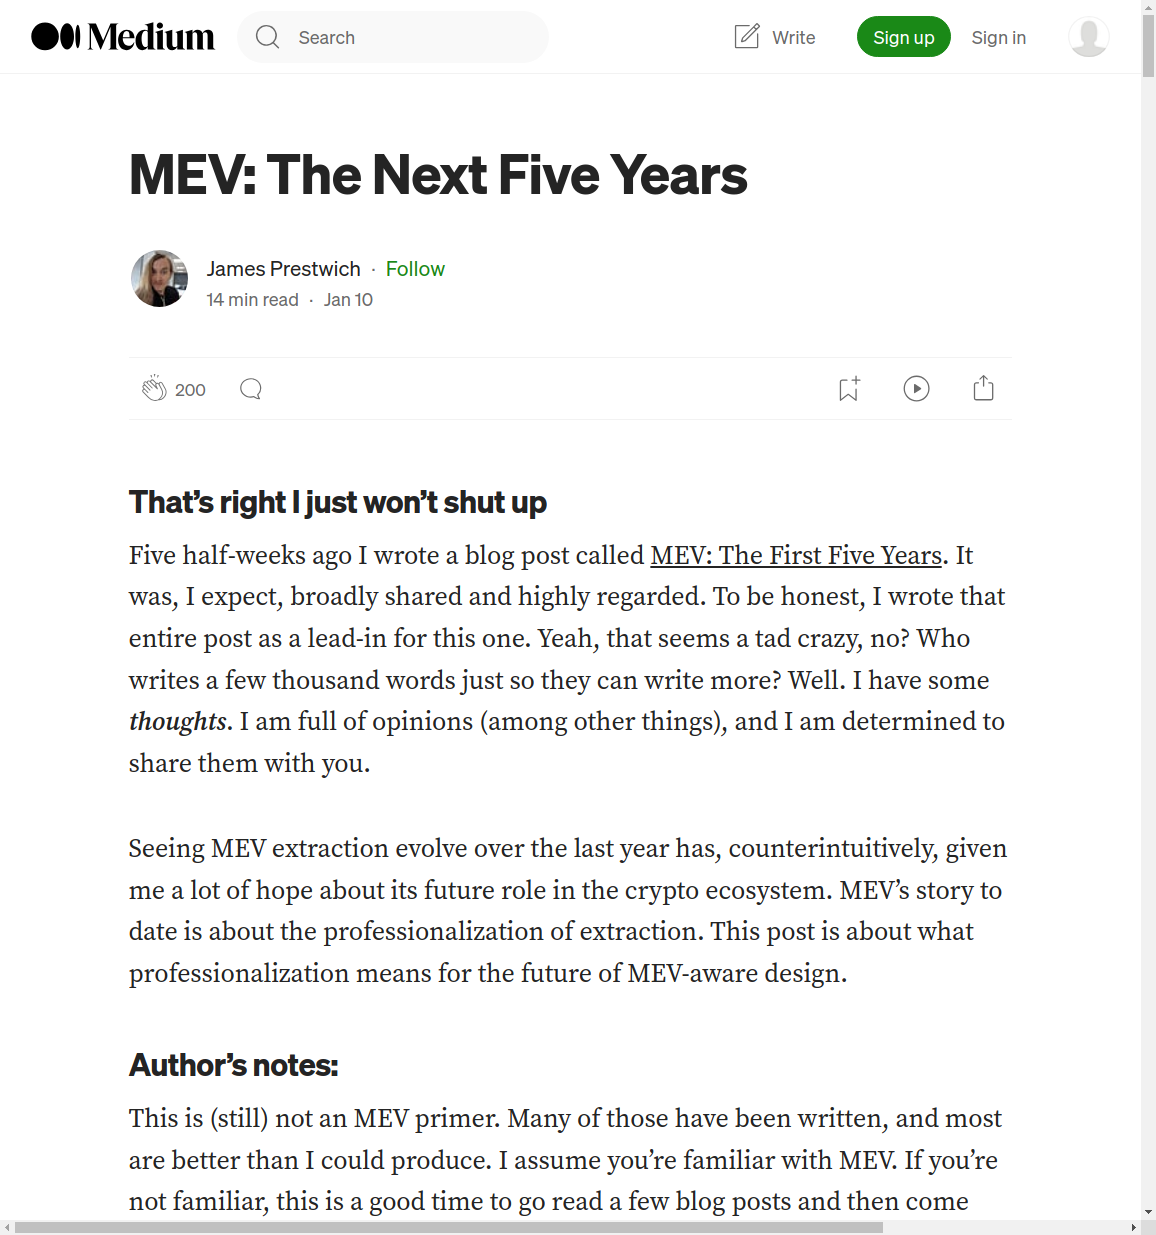 Medium
Search
Write
Sign up
Sign in
MEV: The Next Five Years
James Prestwich · Follow
14 min read · Jan 10
200
That’s right I just won’t shut up
Five half-weeks ago I wrote a blog post called MEV: The First Five Years. It
was, I expect, broadly shared and highly regarded. To be honest, I wrote that
entire post as a lead-in for this one. Yeah, that seems a tad crazy, no? Who
writes a few thousand words just so they can write more? Well. I have some
thoughts. I am full of opinions (among other things), and I am determined to
share them with you.
Seeing MEV extraction evolve over the last year has, counterintuitively, given
me a lot of hope about its future role in the crypto ecosystem. MEV’s story to
date is about the professionalization of extraction. This post is about what
professionalization means for the future of MEV-aware design.
Author’s notes:
This is (still) not an MEV primer. Many of those have been written, and most
are better than I could produce. I assume you’re familiar with MEV. If you’re
not familiar, this is a good time to go read a few blog posts and then come